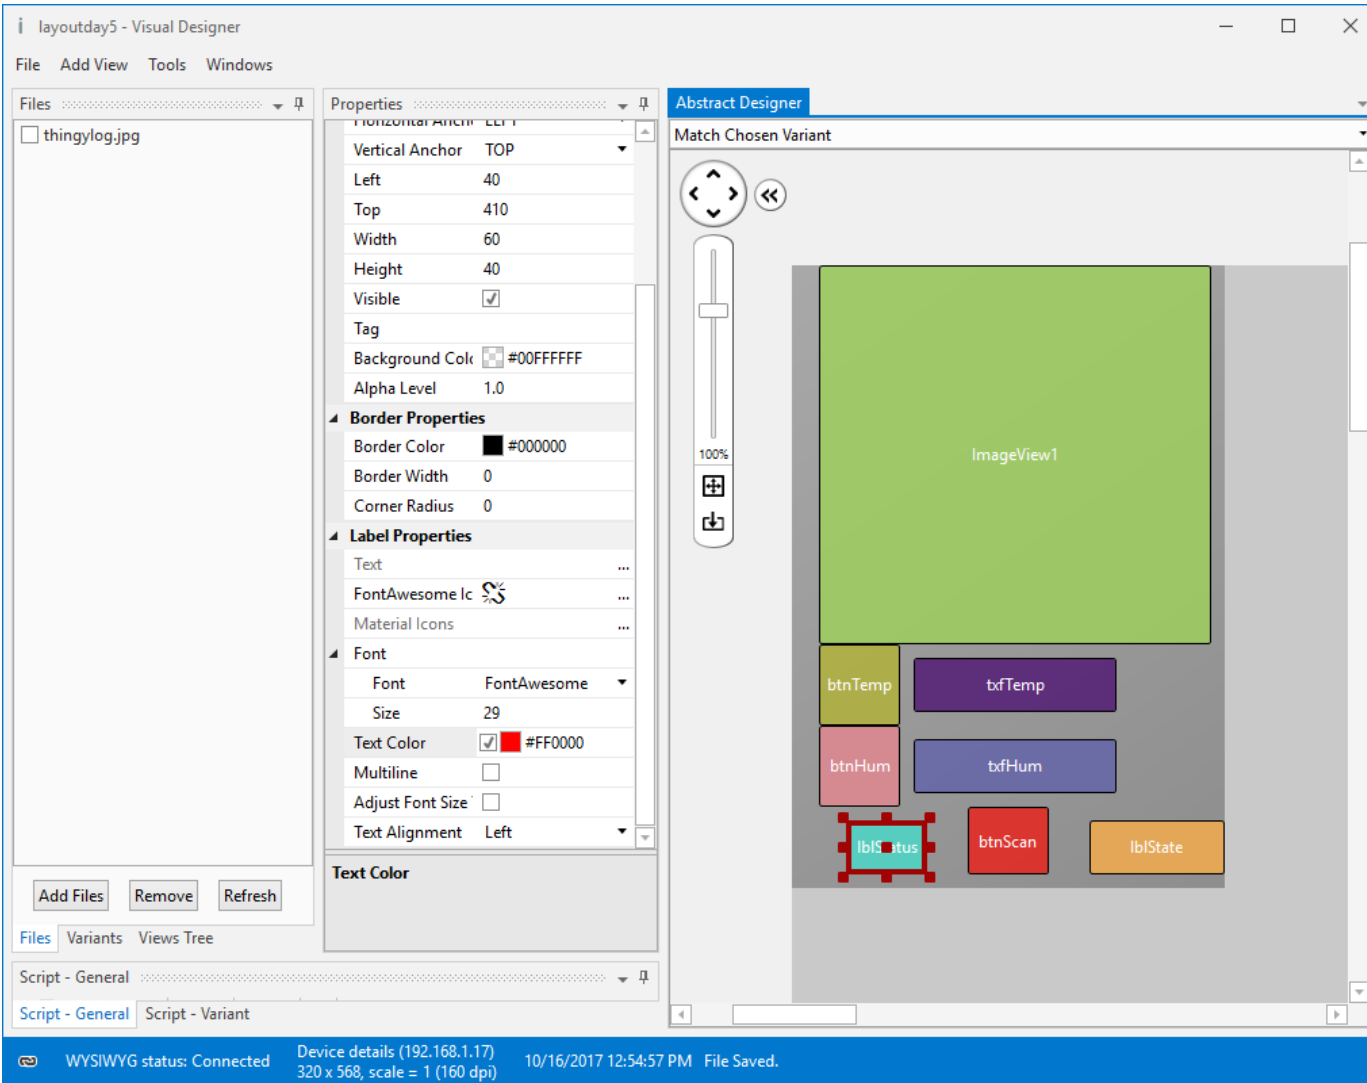 layoutday5 - Visual Designer
File Add View Tools Windows
Files
thingylog.jpg
Add Files Remove Refresh
Files Variants Views Tree
Properties
Horizontal Anch LEFT
Vertical Anchor TOP
Left 40
Top 410
Width 60
Height 40
Visible
Tag
Background Colo #00FFFFFF
Alpha Level 1.0
Border Properties
Border Color #000000
Border Width 0
Corner Radius 0
Label Properties
Text ...
FontAwesome Ic ...
Material Icons ...
Font
Font FontAwesome
Size 29
Text Color #FF0000
Multiline
Adjust Font Size
Text Alignment Left
Text Color
Abstract Designer
Match Chosen Variant
100%
ImageView1
btnTemp txfTemp
btnHum txfHum
lblStatus btnScan lblState
Script - General
Script - General Script - Variant
WYSIWYG status: Connected
Device details (192.168.1.17)
320 x 568, scale = 1 (160 dpi)
10/16/2017 12:54:57 PM File Saved.